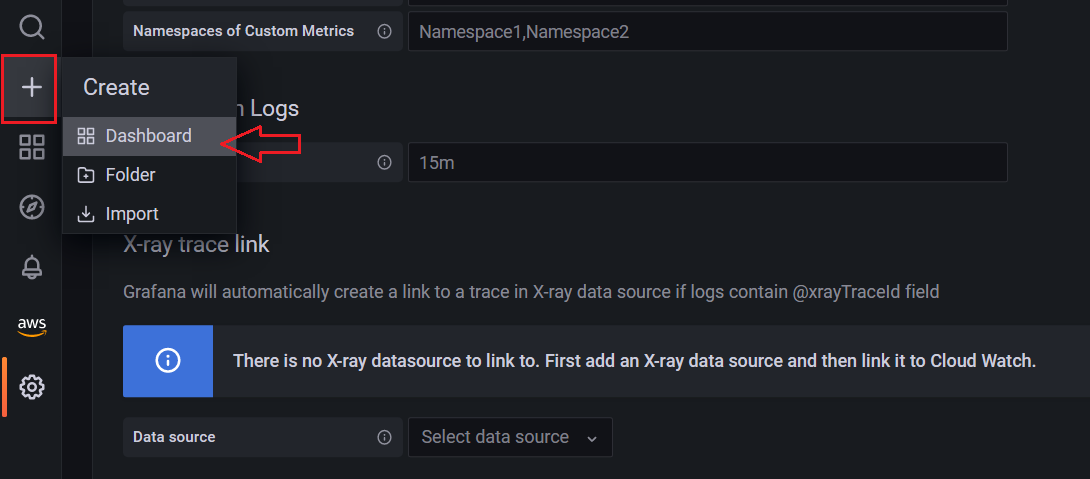 Namespaces of Custom Metrics
Namespace1,Namespace2
Create
Logs
Dashboard
15m
Folder
Import
X-ray trace link
Grafana will automatically create a link to a trace in X-ray data source if logs contain @xrayTraceId field
aws
There is no X-ray datasource to link to. First add an X-ray data source and then link it to Cloud Watch.
Data source
Select data source